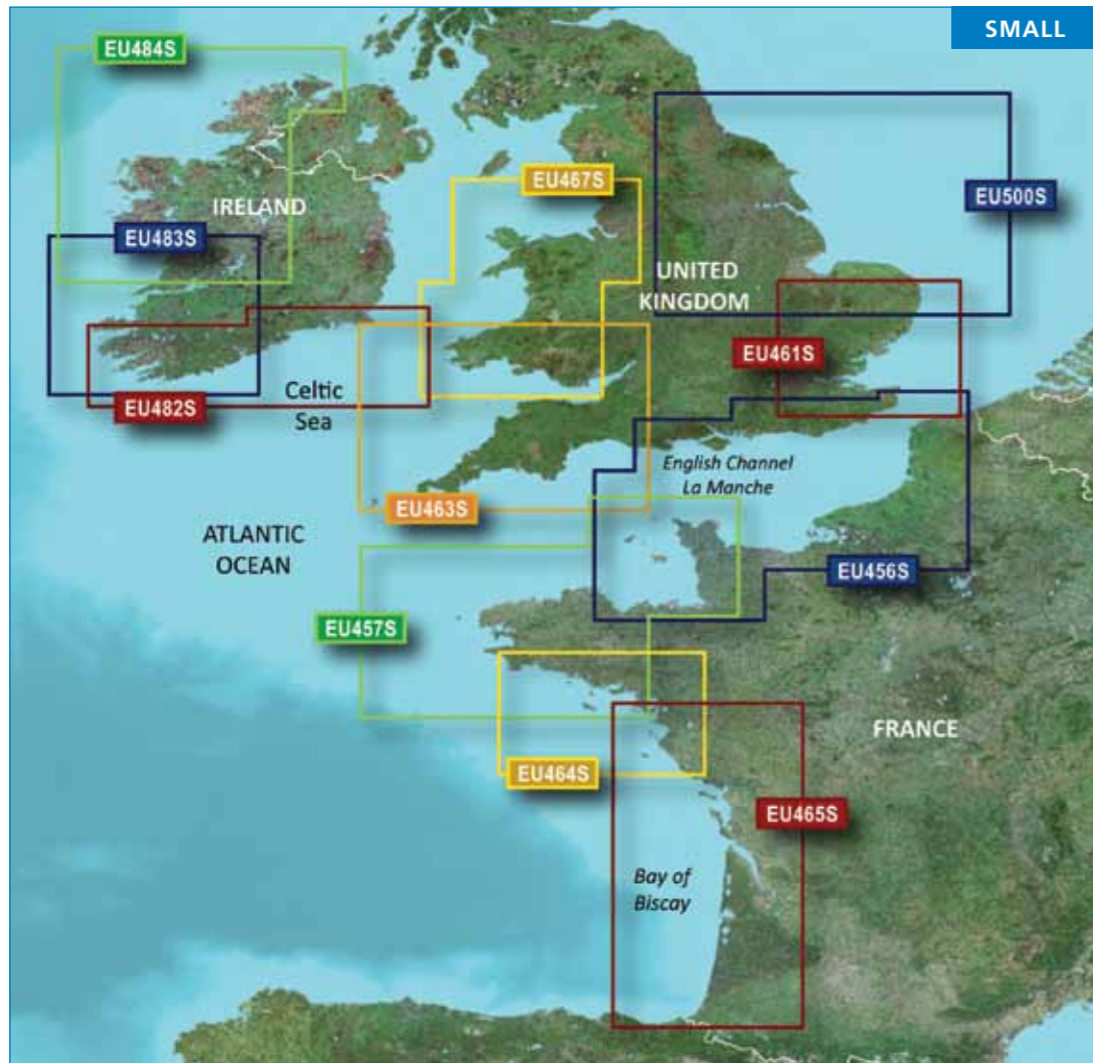 SMALL
EU484S
EU467S
EU500S
IRELAND
EU483S
UNITED
KINGDOM
EU461S
Celtic
Sea
EU482S
English Channel
La Manche
EU463S
ATLANTIC
OCEAN
EU456S
EU457S
FRANCE
EU464S
EU465S
Bay of
Biscay